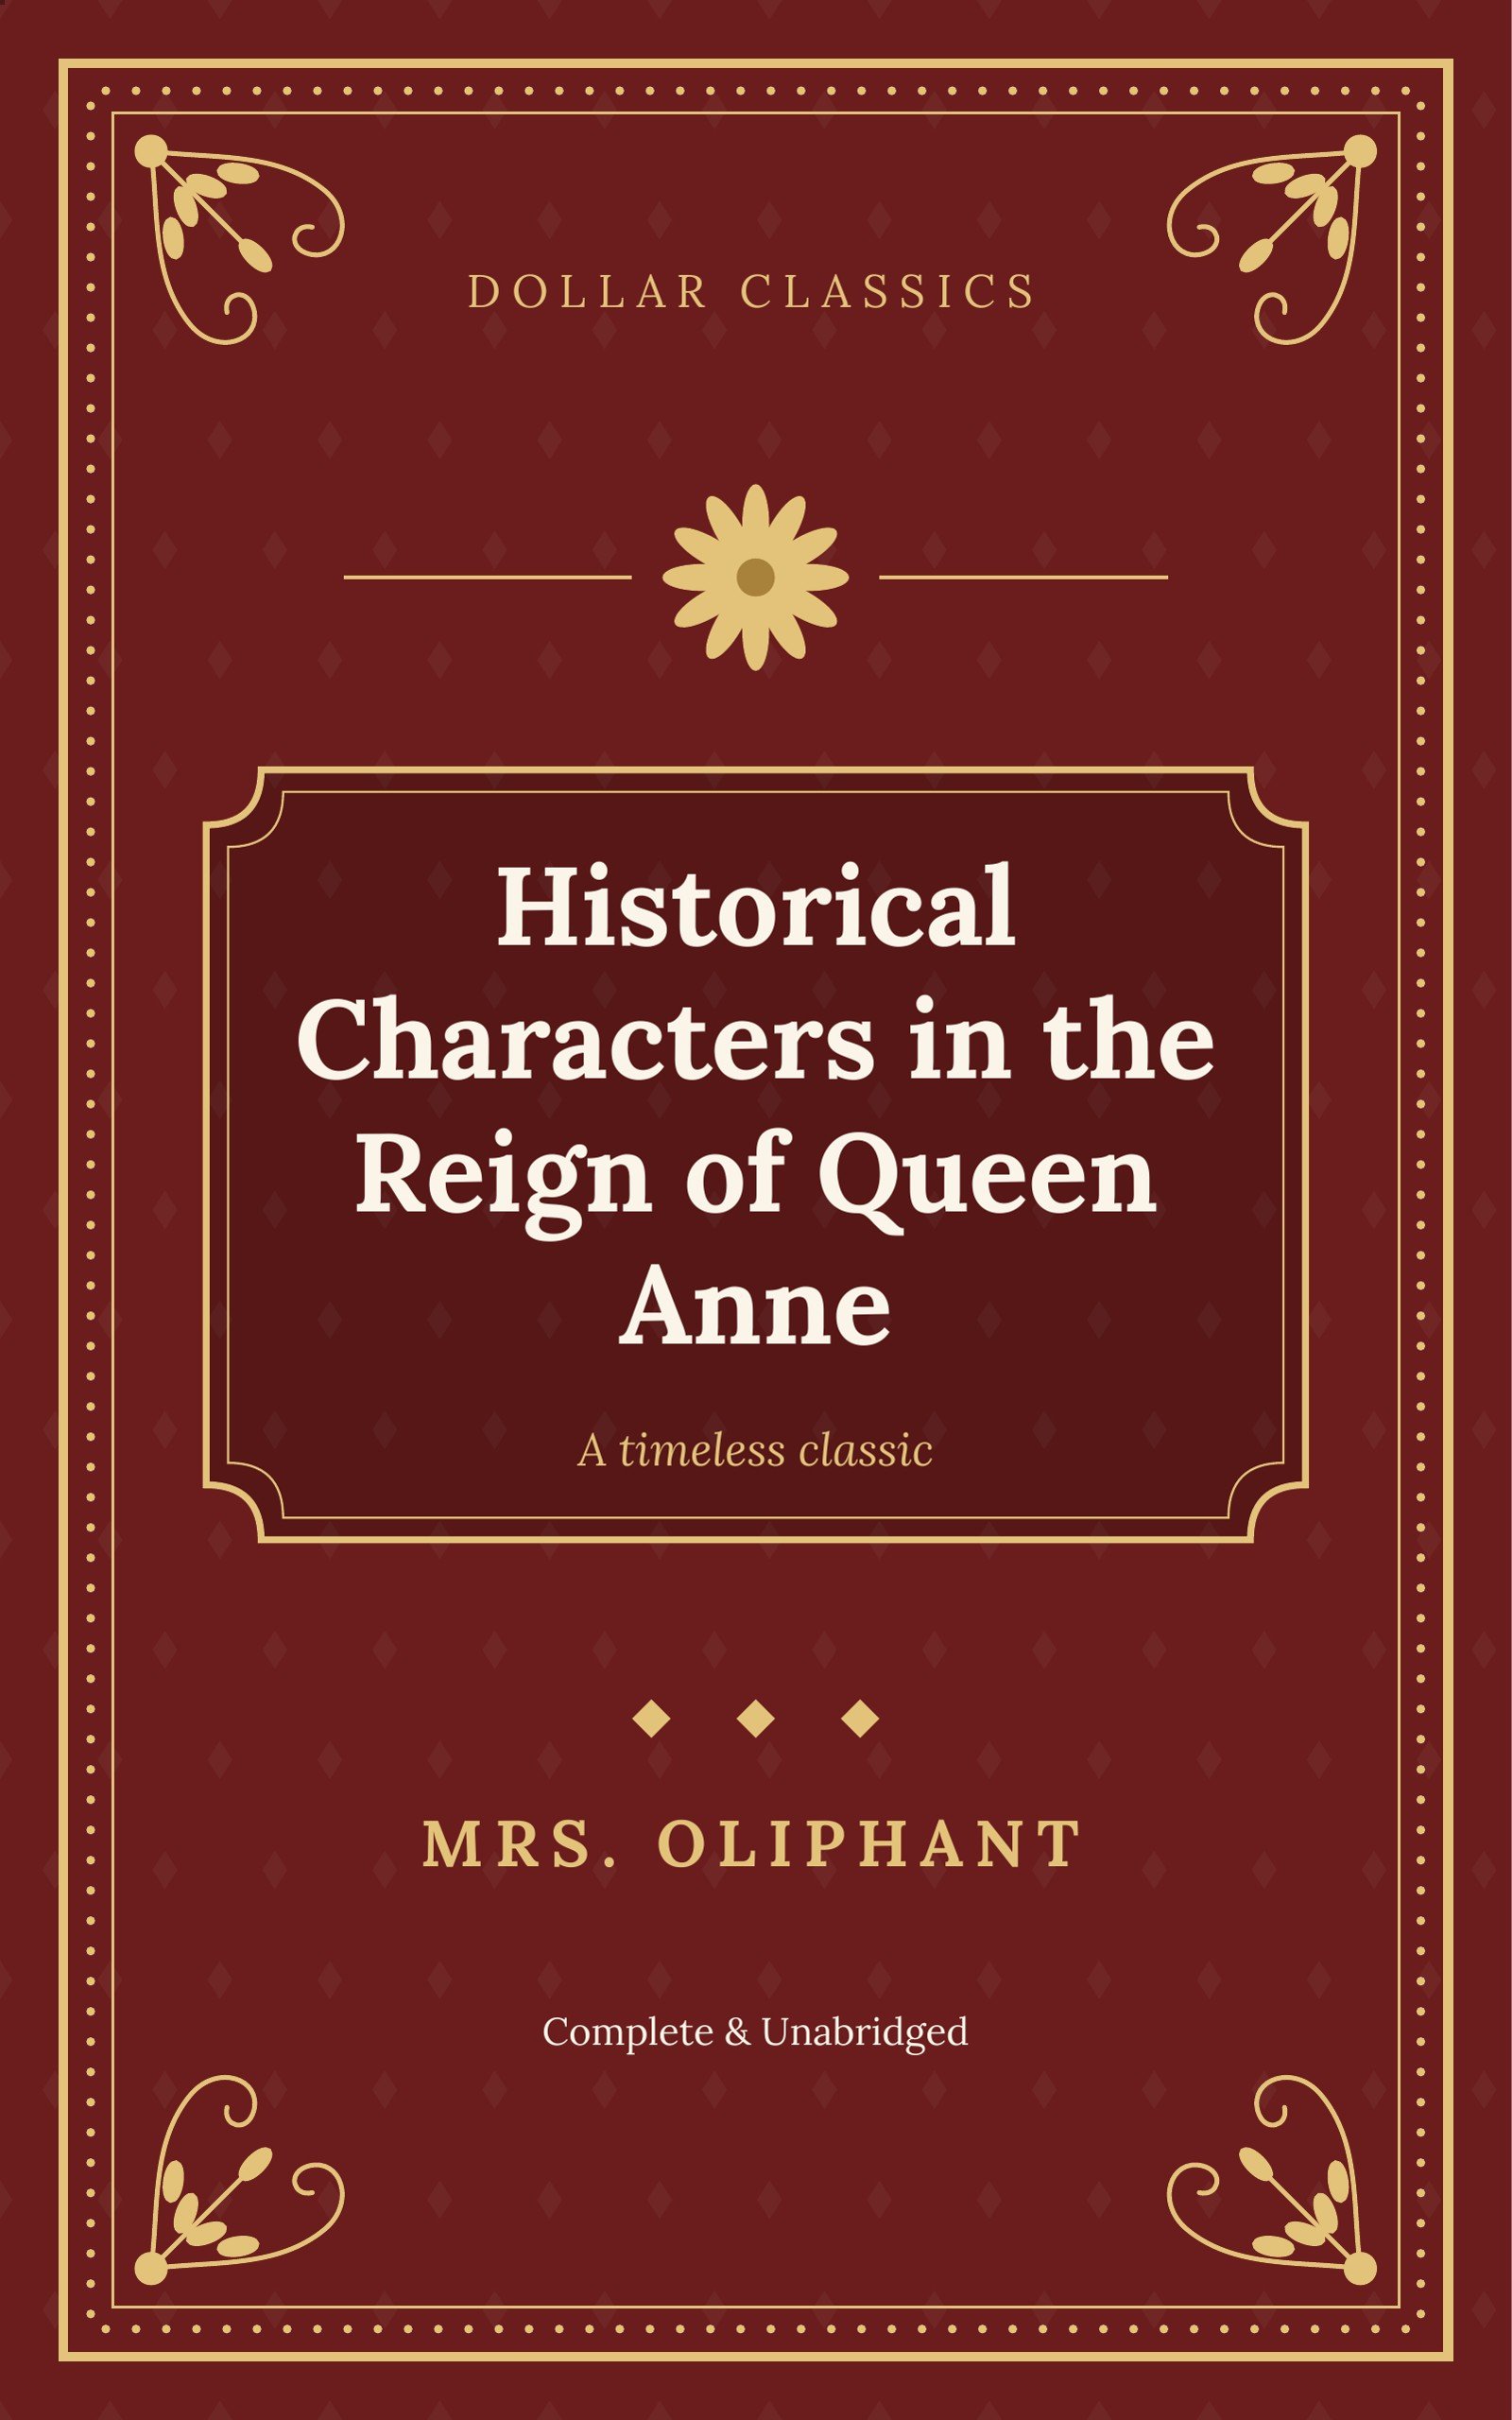 DOLLAR CLASSICS
Historical
Characters in the
Reign of Queen
Anne
A timeless classic
MRS. OLIPHANT
Complete & Unabridged